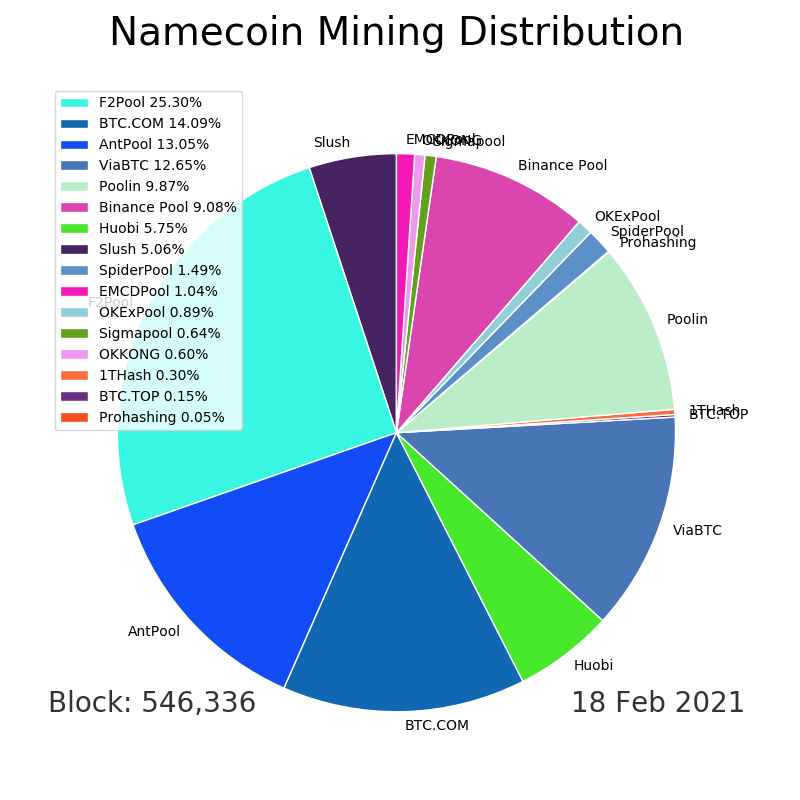 Namecoin Mining Distribution
F2Pool 25.30%
BTC.COM 14.09%
AntPool 13.05%
ViaBTC 12.65%
Poolin 9.87%
Binance Pool 9.08%
Huobi 5.75%
Slush 5.06%
SpiderPool 1.49%
EMCDPool 1.04%
OKExPool 0.89%
Sigmapool 0.64%
OKKONG 0.60%
1THash 0.30%
BTC.TOP 0.15%
Prohashing 0.05%
Slush
EMCDPool
OKKONG
Sigmapool
Binance Pool
OKExPool
SpiderPool
Prohashing
F2Pool
Poolin
1THash
BTC.TOP
ViaBTC
AntPool
Huobi
BTC.COM
Block: 546,336
18 Feb 2021